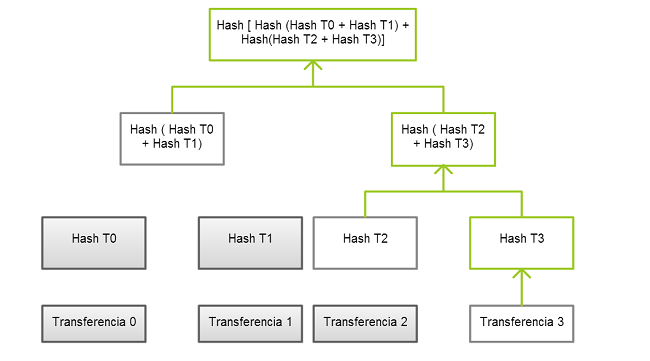 Hash [ Hash (Hash T0 + Hash T1) +
Hash(Hash T2 + Hash T3)]
Hash ( Hash T0
+ Hash T1)
Hash ( Hash T2
+ Hash T3)
Hash T0
Hash T1
Hash T2
Hash T3
Transferencia 0
Transferencia 1
Transferencia 2
Transferencia 3